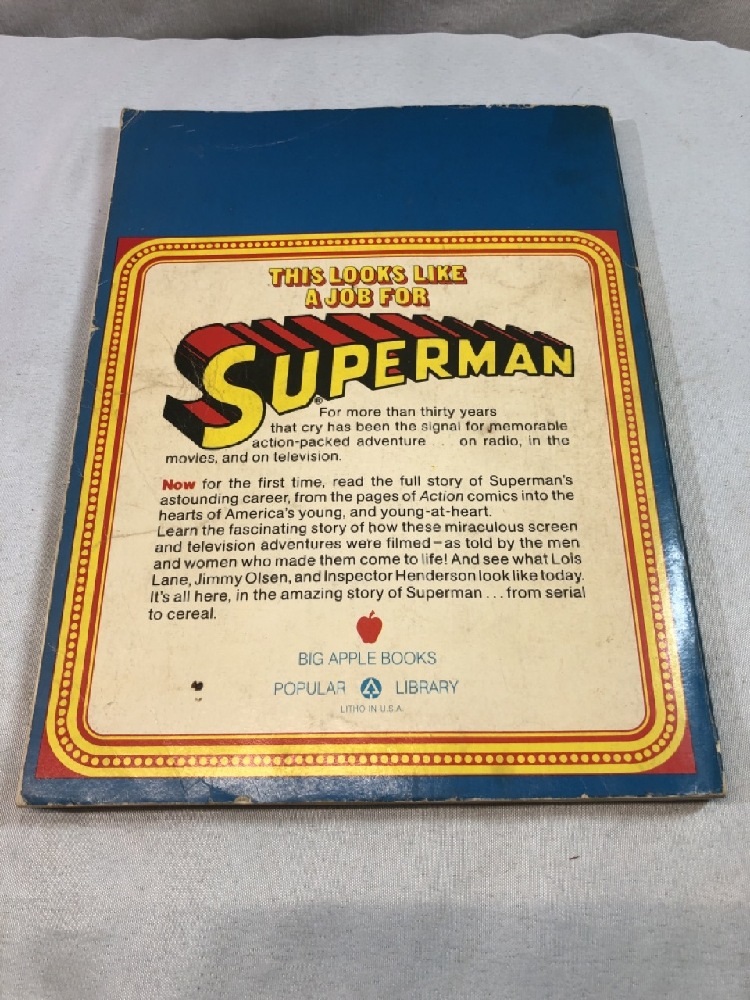 THIS LOOKS LIKE
A JOB FOR
SUPERMAN
®
For more than thirty years
that cry has been the signal for memorable
action-packed adventure . . . on radio, in the
movies, and on television.
Now for the first time, read the full story of Superman's
astounding career, from the pages of Action comics into the
hearts of America's young, and young-at-heart.
Learn the fascinating story of how these miraculous screen
and television adventures were filmed – as told by the men
and women who made them come to life! And see what Lois
Lane, Jimmy Olsen, and Inspector Henderson look like today.
It's all here, in the amazing story of Superman . . . from serial
to cereal.
BIG APPLE BOOKS
POPULAR LIBRARY
LITHO IN U.S.A.